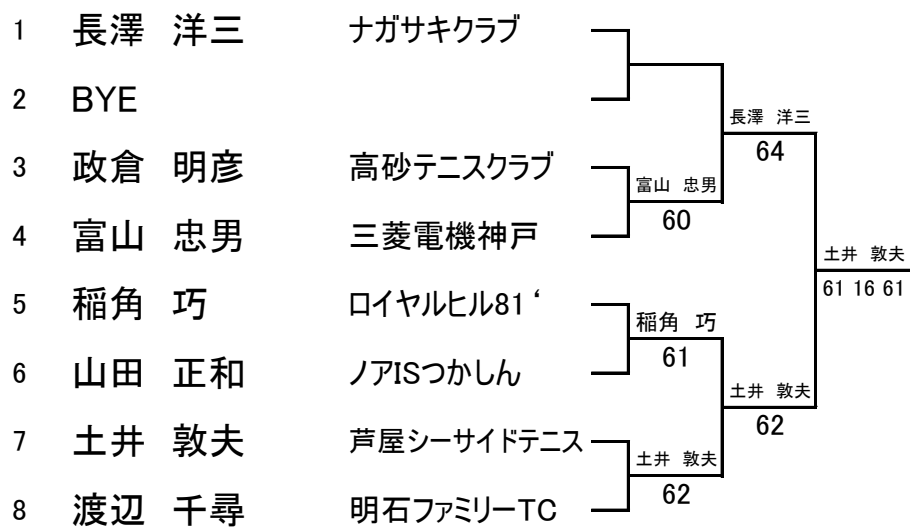 1 長澤 洋三 ナガサキクラブ
2 BYE
長澤 洋三
64
3 政倉 明彦 高砂テニスクラブ
富山 忠男
60
4 富山 忠男 三菱電機神戸
土井 敦夫
61 16 61
5 稲角 巧 ロイヤルヒル81‘
稲角 巧
61
6 山田 正和 ノアISつかしん
土井 敦夫
62
7 土井 敦夫 芦屋シーサイドテニス
土井 敦夫
62
8 渡辺 千尋 明石ファミリーTC